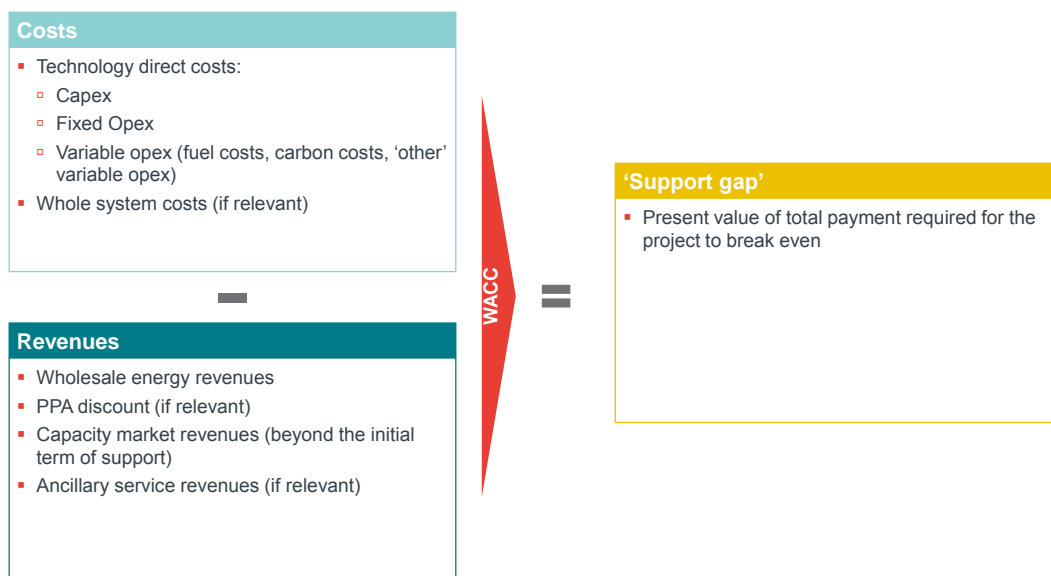 Costs
▪ Technology direct costs:
▫ Capex
▫ Fixed Opex
▫ Variable opex (fuel costs, carbon costs, ‘other’
variable opex)
▪ Whole system costs (if relevant)
Revenues
▪ Wholesale energy revenues
▪ PPA discount (if relevant)
▪ Capacity market revenues (beyond the initial
term of support)
▪ Ancillary service revenues (if relevant)
WACC
‘Support gap’
▪ Present value of total payment required for the
project to break even